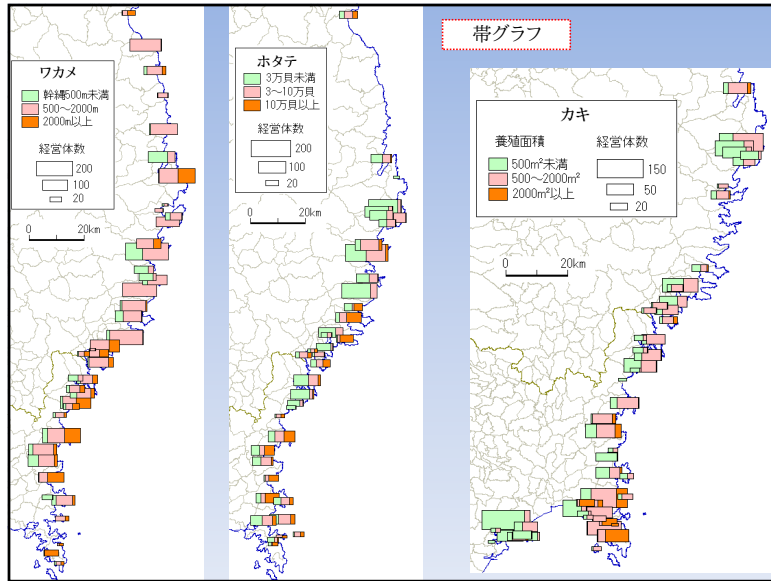 帯グラフ
ワカメ
幹縄500m未満
500～2000m
2000m以上
経営体数
200
100
20
0 20km
ホタテ
3万貝未満
3～10万貝
10万貝以上
経営体数
200
100
20
0 20km
カキ
養殖面積
500m²未満
500～2000m²
2000m²以上
経営体数
150
50
20
0 20km